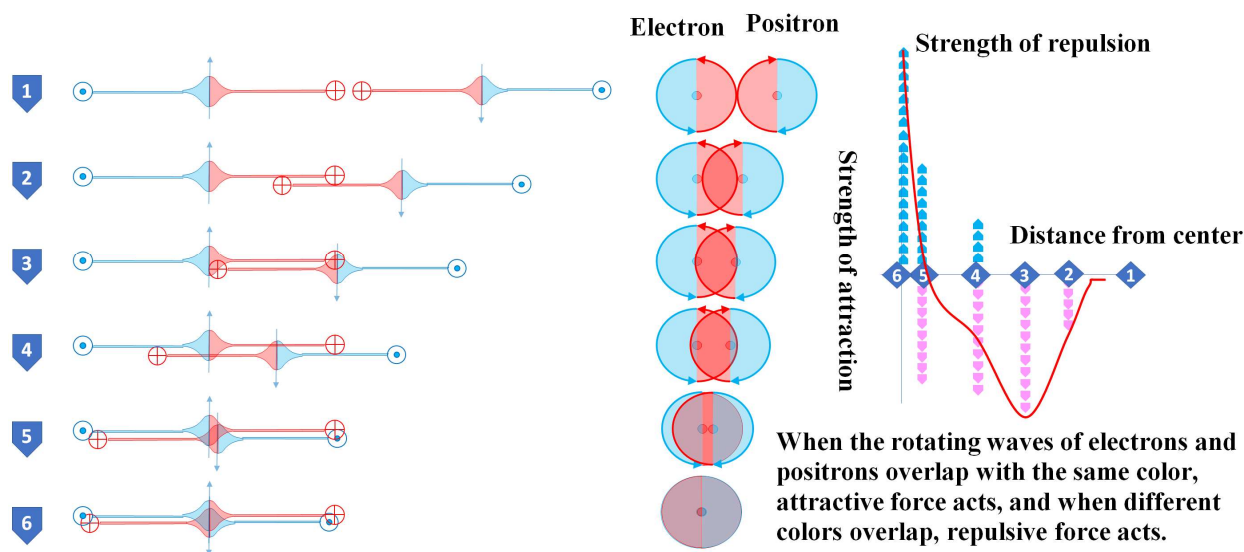 Electron
Positron
Strength of repulsion
1
2
3
4
5
6
Strength of attraction
Distance from center
6
5
4
3
2
1
When the rotating waves of electrons and
positrons overlap with the same color,
attractive force acts, and when different
colors overlap, repulsive force acts.